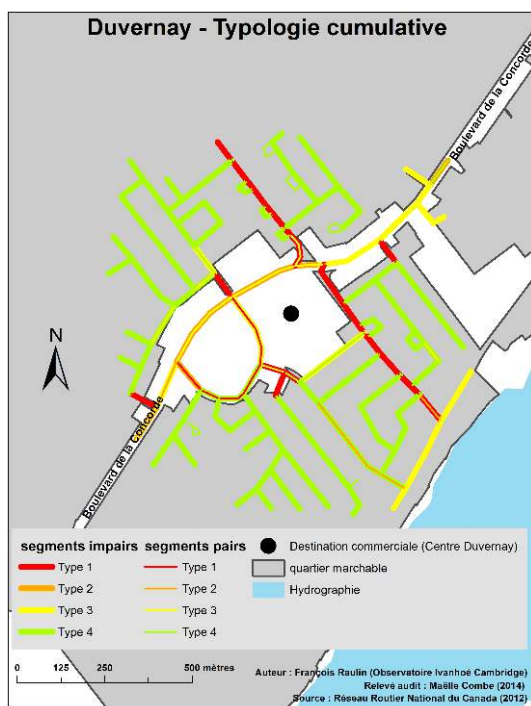 Duvernay - Typologie cumulative
Boulevard de la Concorde
N
Boulevard de la Concorde
segments impairs
segments pairs
Destination commerciale (Centre Duvernay)
Type 1
Type 1
quartier marchable
Type 2
Type 2
Hydrographie
Type 3
Type 3
Type 4
Type 4
0 125 250 500 mètres
Auteur : François Raulin (Observatoire Ivanhoé Cambridge)
Relevé audit : Maëlle Combe (2014)
Source : Réseau Routier National du Canada (2012)